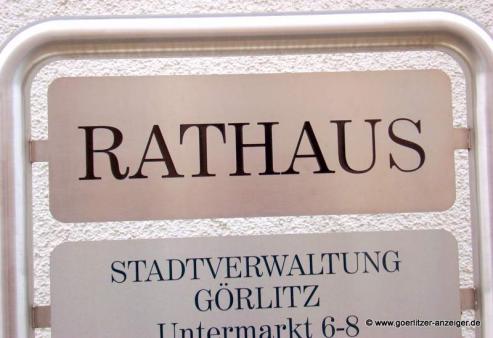 RATHAUS
STADTVERWALTUNG
GÖRLITZ
Untermarkt 6-8
© www.goerlitzer-anzeiger.de